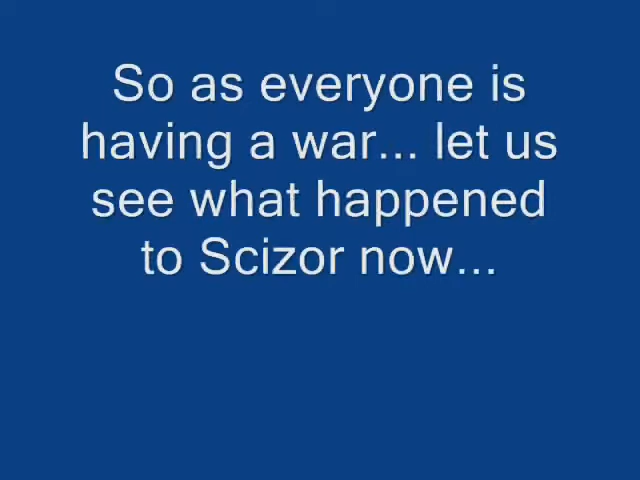 So as everyone is
having a war... let us
see what happened
to Scizor now...